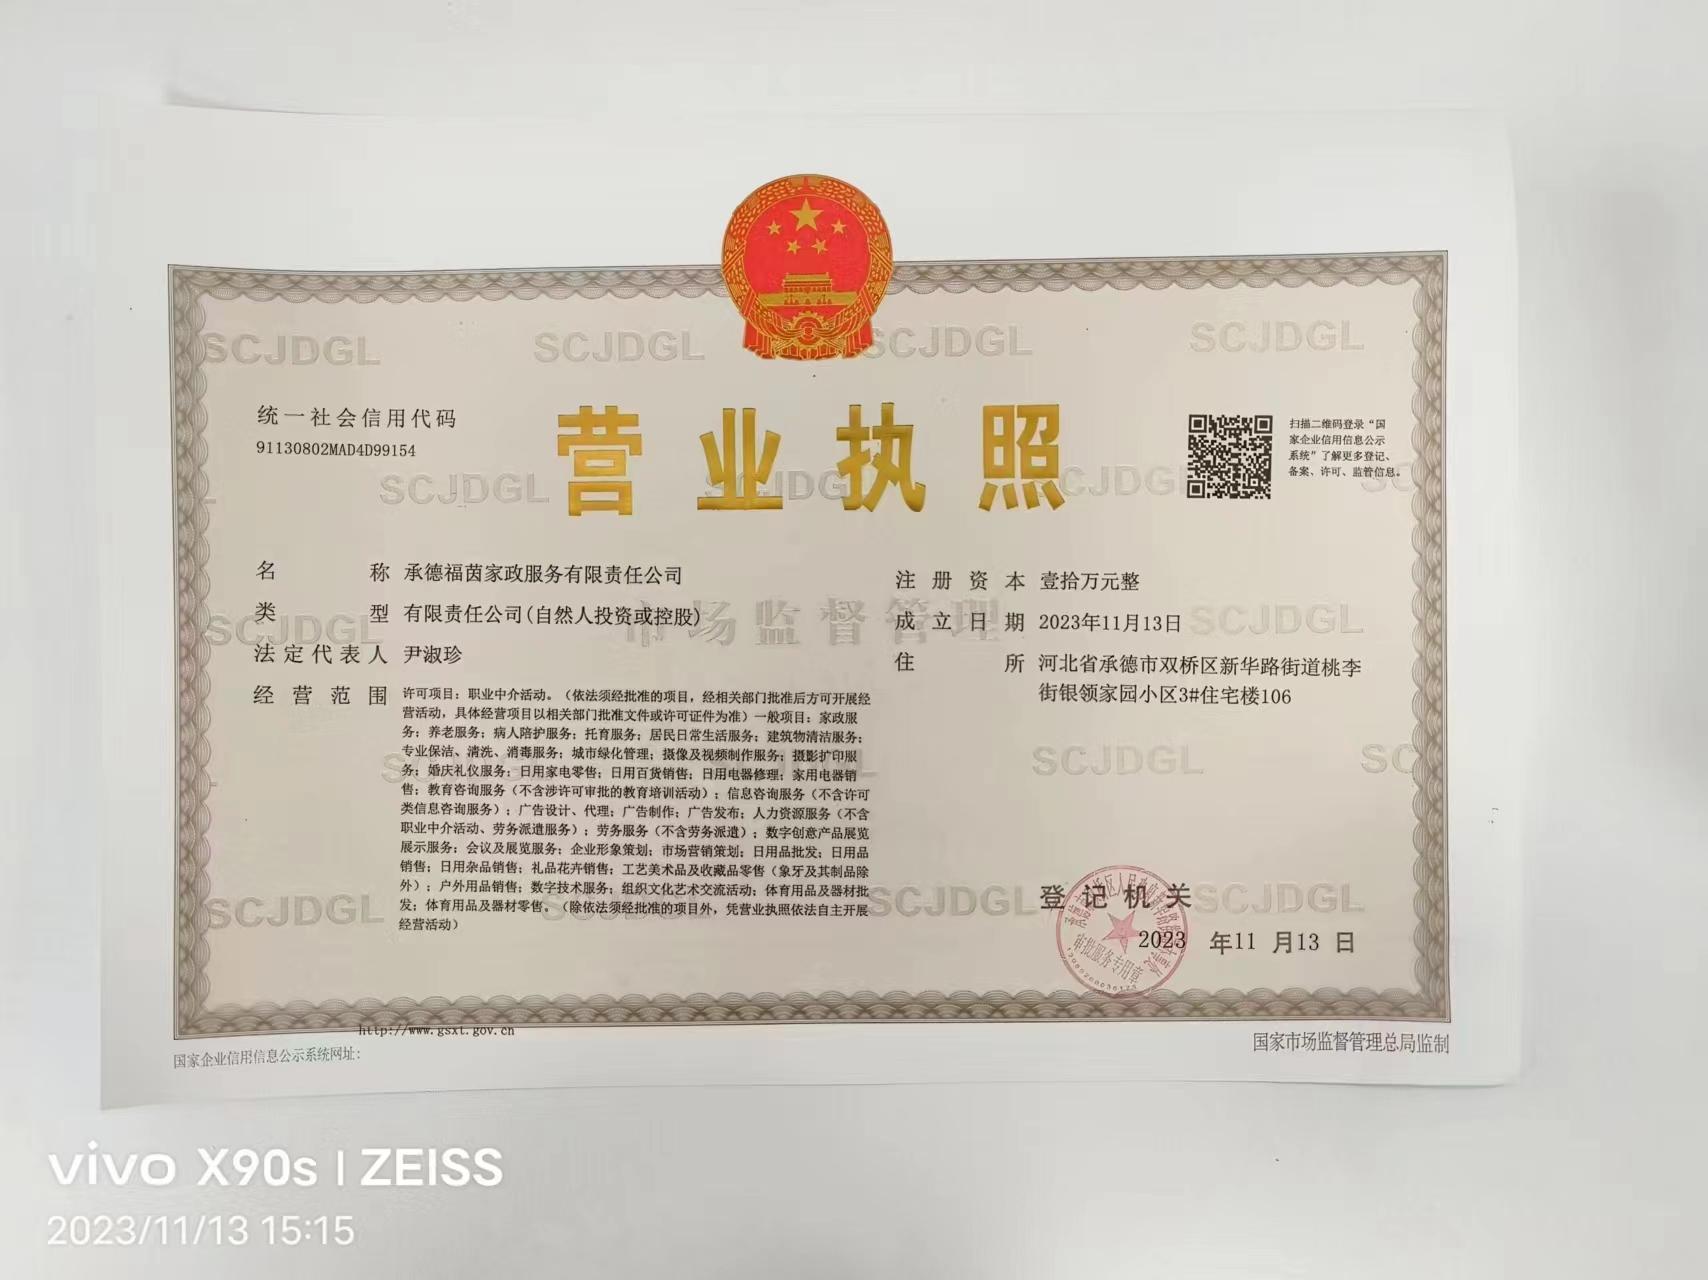 SCJDGL SCJDGL SCJDGL SCJDGL
统一社会信用代码
91130802MAD4D99154
营业执照
扫描二维码登录“国
家企业信用信息公示
系统”了解更多登记、
备案、许可、监管信息。
SCJDGL SCJDGL SCJDGL SC
名称 承德福茵家政服务有限责任公司
类型 有限责任公司(自然人投资或控股)
法定代表人 尹淑珍
经营范围 许可项目：职业中介活动。（依法须经批准的项目，经相关部门批准后方可开展经
营活动，具体经营项目以相关部门批准文件或许可证件为准）一般项目：家政服
务；养老服务；病人陪护服务；托育服务；居民日常生活服务；建筑物清洁服务；
专业保洁、清洗、消毒服务；城市绿化管理；摄像及视频制作服务；摄影扩印服
务；婚庆礼仪服务；日用家电零售；日用百货销售；日用电器修理；家用电器销
售；教育咨询服务（不含涉许可审批的教育培训活动）；信息咨询服务（不含许可
类信息咨询服务）；广告设计、代理；广告制作；广告发布；人力资源服务（不含
职业中介活动、劳务派遣服务）；劳务服务（不含劳务派遣）；数字创意产品展览
展示服务；会议及展览服务；企业形象策划；市场营销策划；日用品批发；日用品
销售；日用杂品销售；礼品花卉销售；工艺美术品及收藏品零售（象牙及其制品除
外）；户外用品销售；数字技术服务；组织文化艺术交流活动；体育用品及器材批
发；体育用品及器材零售。（除依法须经批准的项目外，凭营业执照依法自主开展
经营活动）
注册资本 壹拾万元整
成立日期 2023年11月13日
住所 河北省承德市双桥区新华路街道桃李
街银领家园小区3#住宅楼106
市场监督管理
SCJDGL SCJDGL
SCJDGL SC
SCJDGL SCJDGL SCJDGL
登记机关
审批服务专用章
2023 年11 月13 日
http://www.gsxt.gov.cn
国家企业信用信息公示系统网址：
国家市场监督管理总局监制
vivo X90s | ZEISS
2023/11/13 15:15